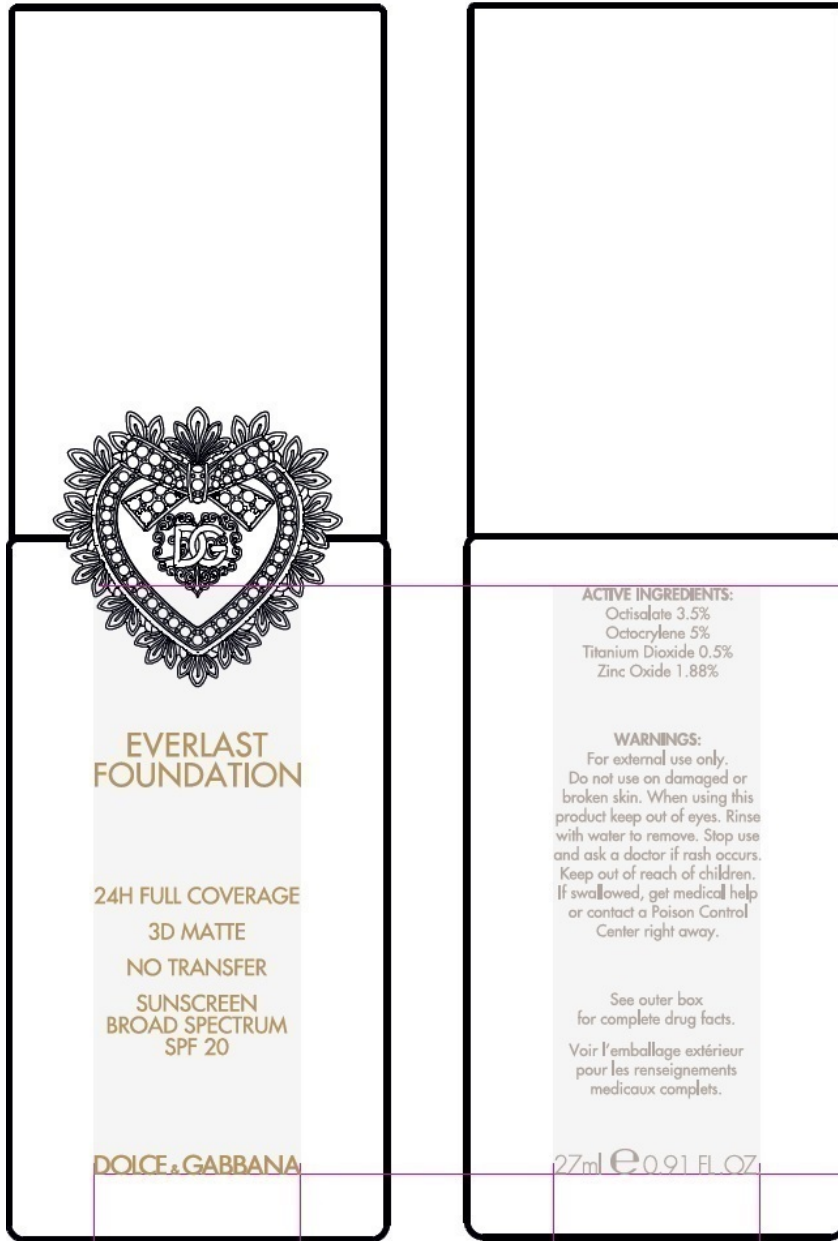 DG
EVERLAST
FOUNDATION
24H FULL COVERAGE
3D MATTE
NO TRANSFER
SUNSCREEN
BROAD SPECTRUM
SPF 20
DOLCE & GABBANA
ACTIVE INGREDIENTS:
Octisalate 3.5%
Octocrylene 5%
Titanium Dioxide 0.5%
Zinc Oxide 1.88%
WARNINGS:
For external use only.
Do not use on damaged or
broken skin. When using this
product keep out of eyes. Rinse
with water to remove. Stop use
and ask a doctor if rash occurs.
Keep out of reach of children.
If swallowed, get medical help
or contact a Poison Control
Center right away.
See outer box
for complete drug facts.
Voir l'emballage extérieur
pour les renseignements
medicaux complets.
27ml ℮ 0.91 FL.OZ.